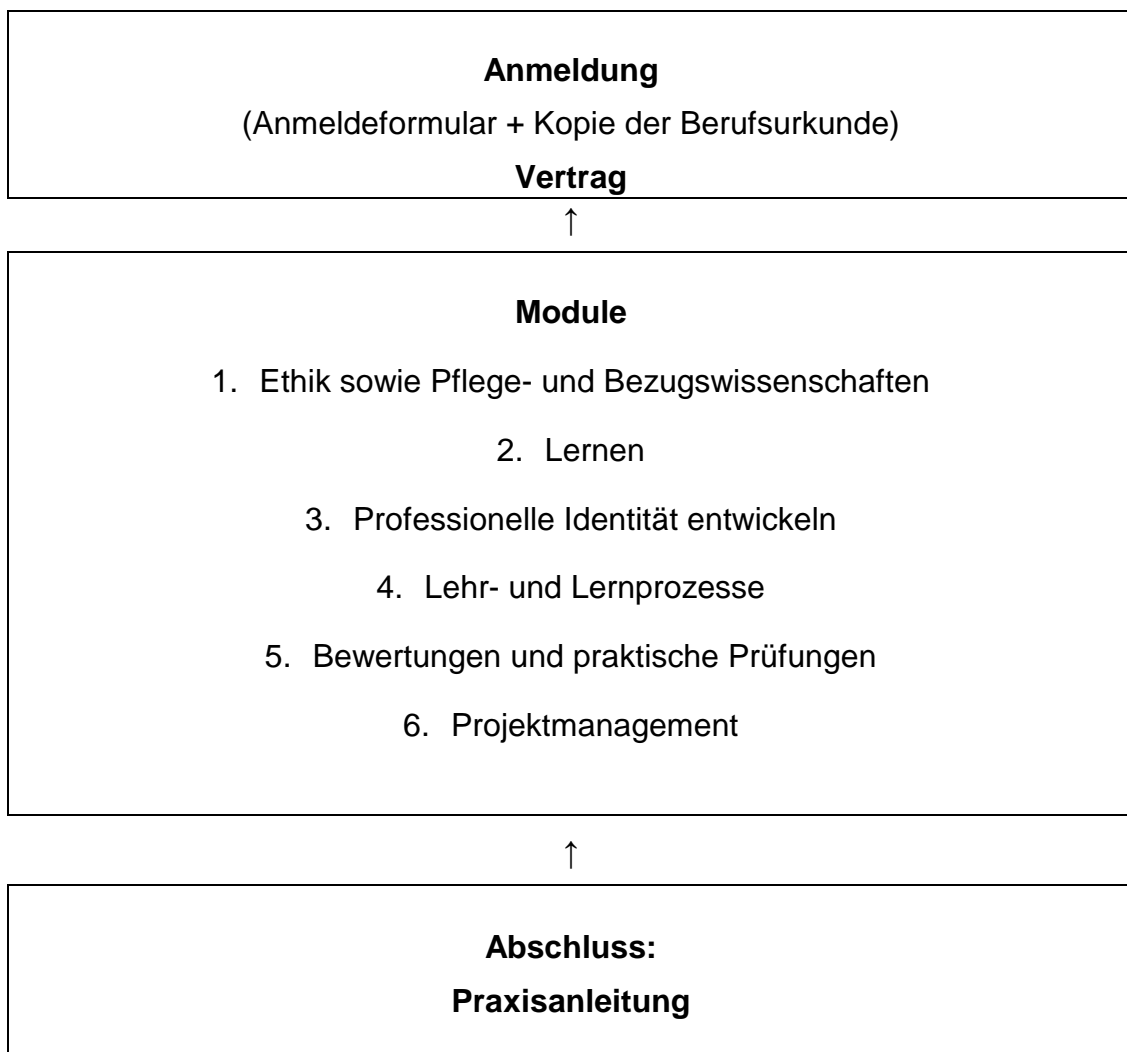 Anmeldung
(Anmeldeformular + Kopie der Berufsurkunde)
Vertrag
↑
Module
1. Ethik sowie Pflege- und Bezugswissenschaften
2. Lernen
3. Professionelle Identität entwickeln
4. Lehr- und Lernprozesse
5. Bewertungen und praktische Prüfungen
6. Projektmanagement
↑
Abschluss:
Praxisanleitung